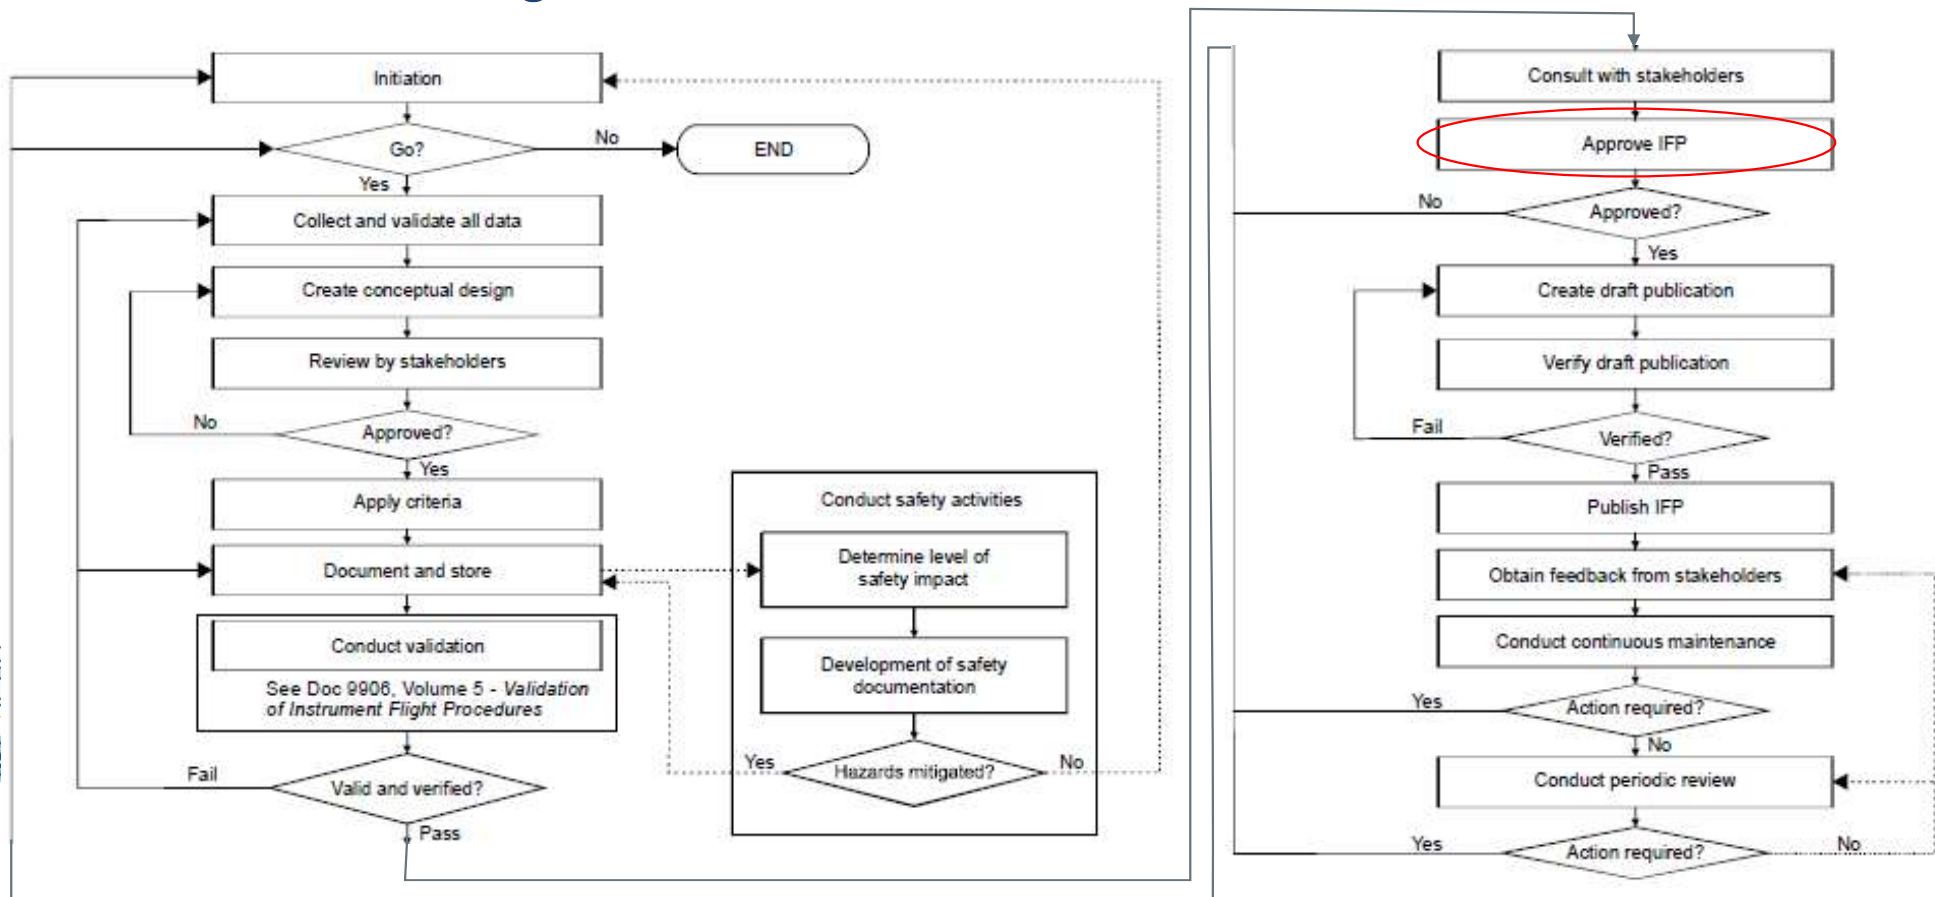 Initiation
Go?
No
END
Yes
Collect and validate all data
Create conceptual design
Review by stakeholders
No
Approved?
Yes
Apply criteria
Document and store
Conduct validation
See Doc 9906, Volume 5 - Validation
of Instrument Flight Procedures
Fail
Valid and verified?
Pass
Conduct safety activities
Determine level of
safety impact
Development of safety
documentation
Yes
Hazards mitigated?
No
Consult with stakeholders
Approve IFP
No
Approved?
Yes
Create draft publication
Verify draft publication
Fail
Verified?
Pass
Publish IFP
Obtain feedback from stakeholders
Conduct continuous maintenance
Yes
Action required?
No
Conduct periodic review
Yes
Action required?
No